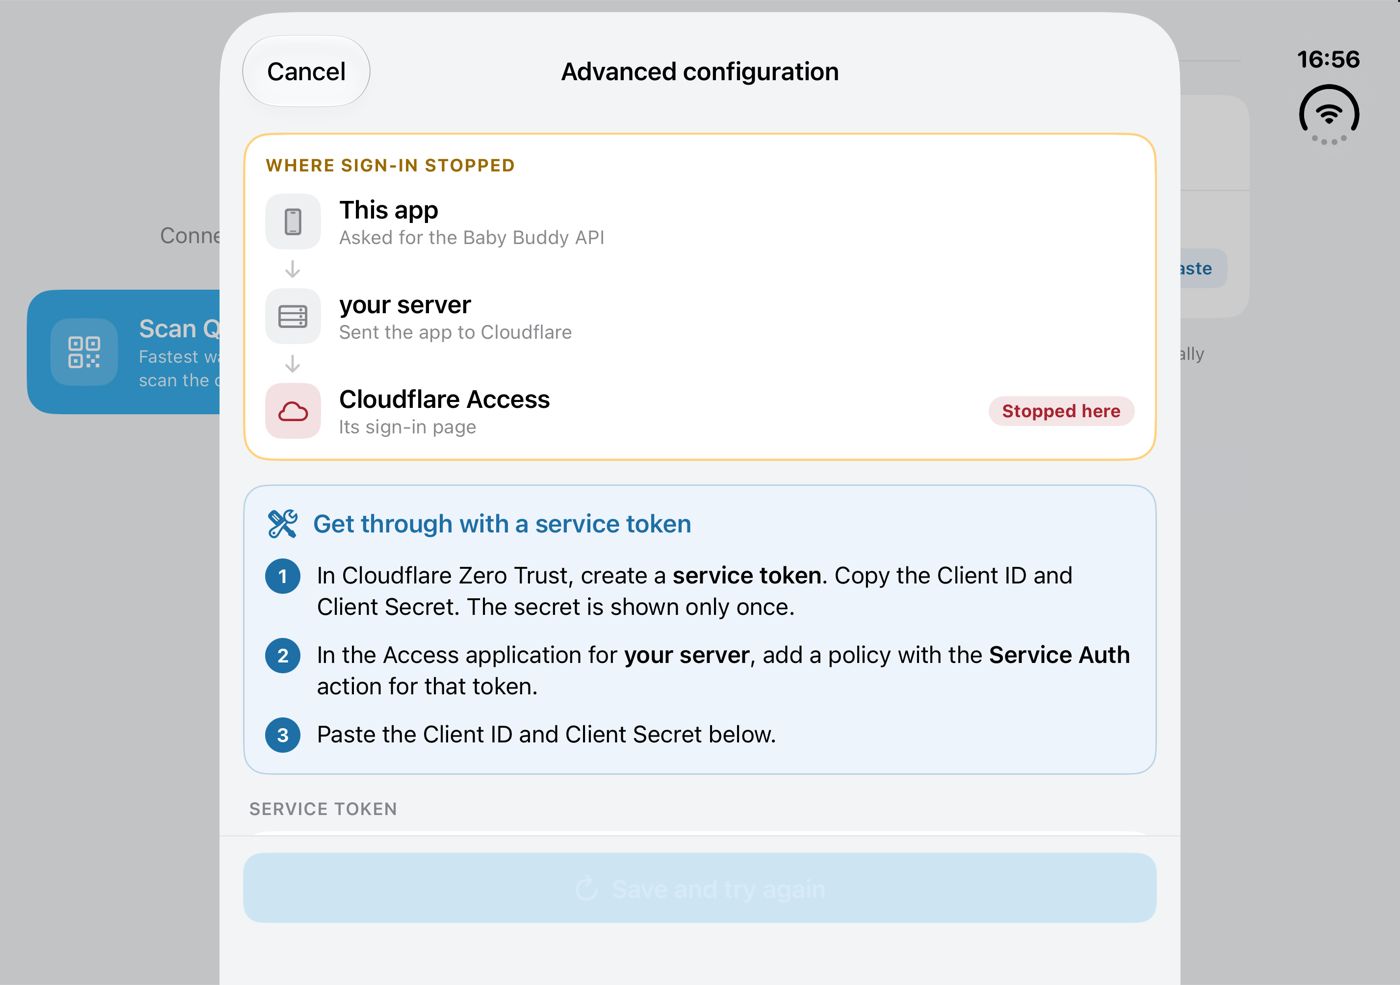 Cancel
Advanced configuration
16:56
WHERE SIGN-IN STOPPED
This app
Asked for the Baby Buddy API
your server
Sent the app to Cloudflare
Cloudflare Access
Its sign-in page
Stopped here
Get through with a service token
1 In Cloudflare Zero Trust, create a service token. Copy the Client ID and
Client Secret. The secret is shown only once.
2 In the Access application for your server, add a policy with the Service Auth
action for that token.
3 Paste the Client ID and Client Secret below.
SERVICE TOKEN
Save and try again
Scan
Fastest
scan the